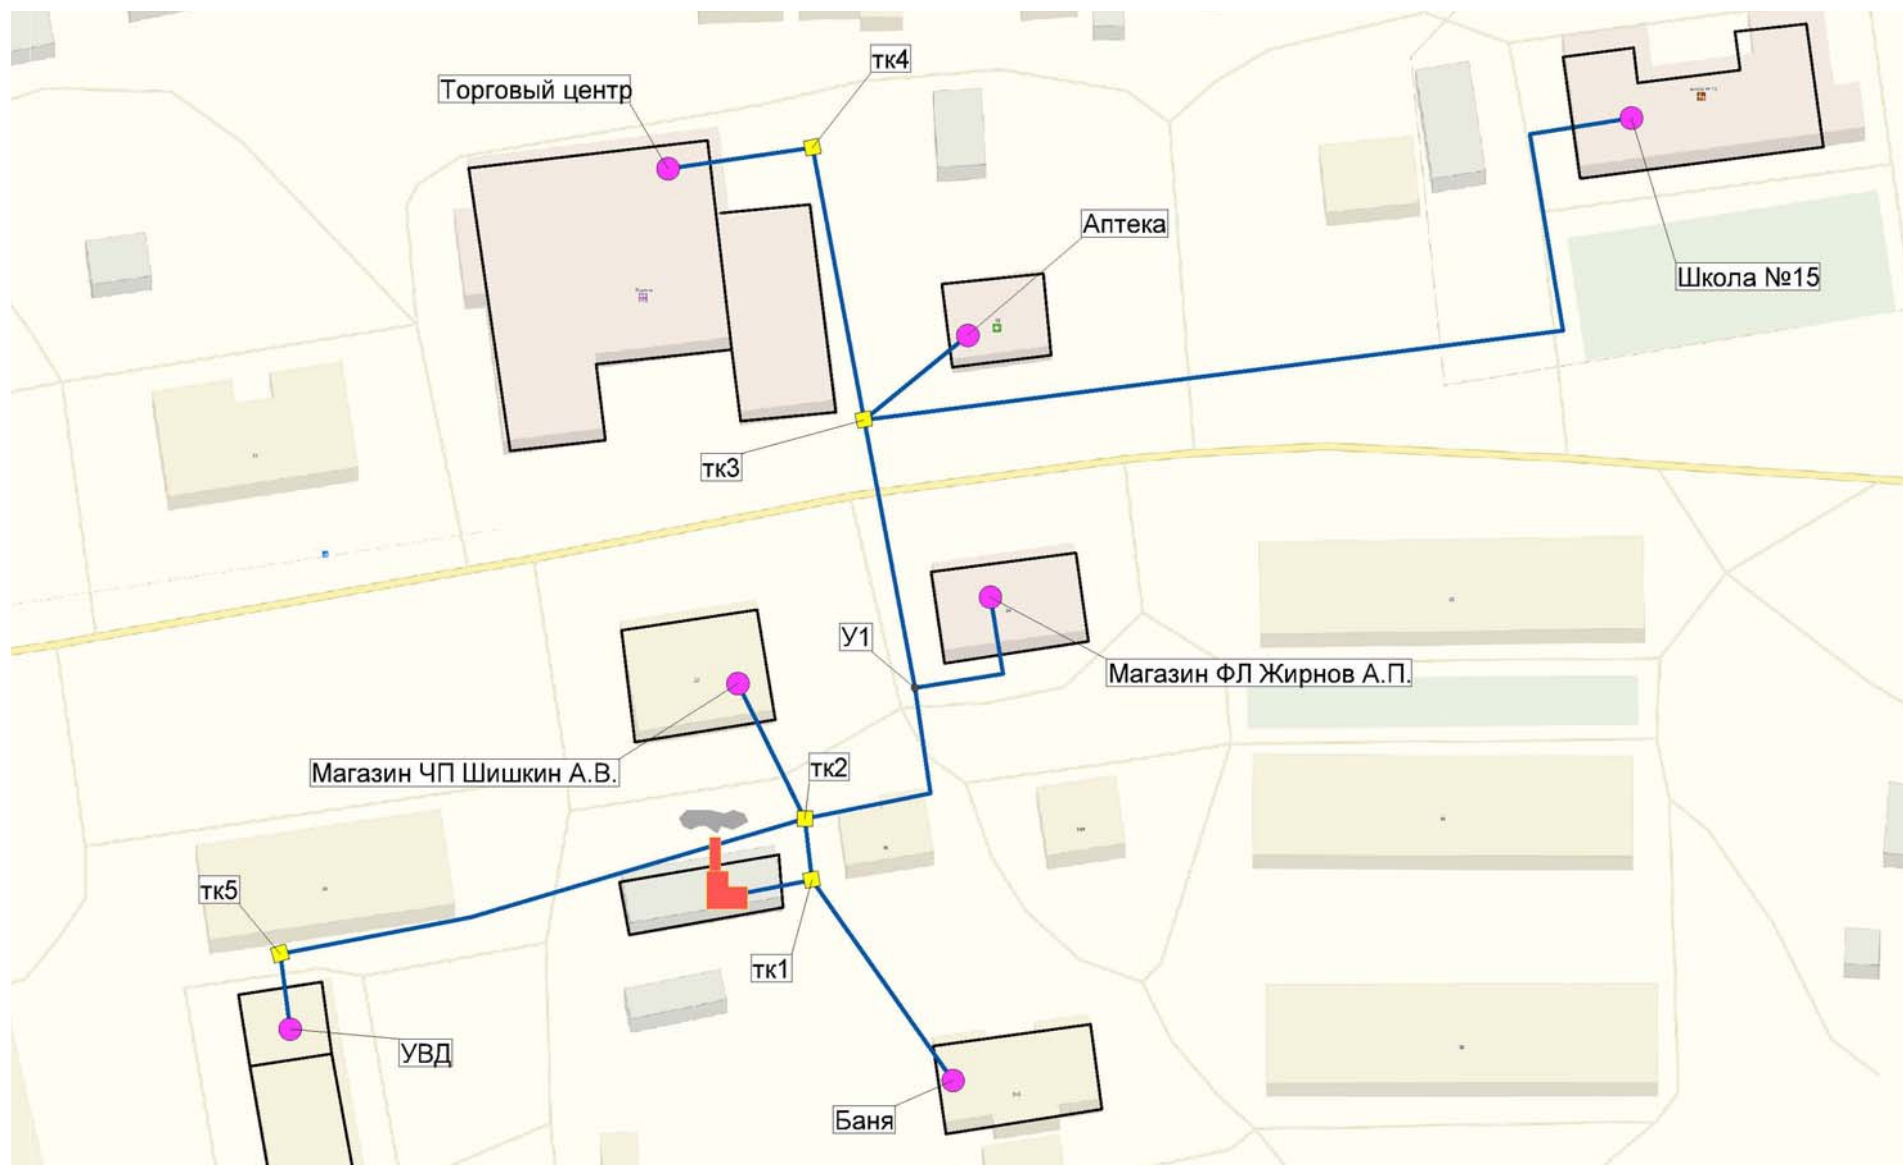 тк4
Торговый центр
Аптека
Школа №15
тк3
У1
Магазин ФЛ Жирнов А.П.
Магазин ЧП Шишкин А.В.
тк2
тк5
тк1
УВД
Баня